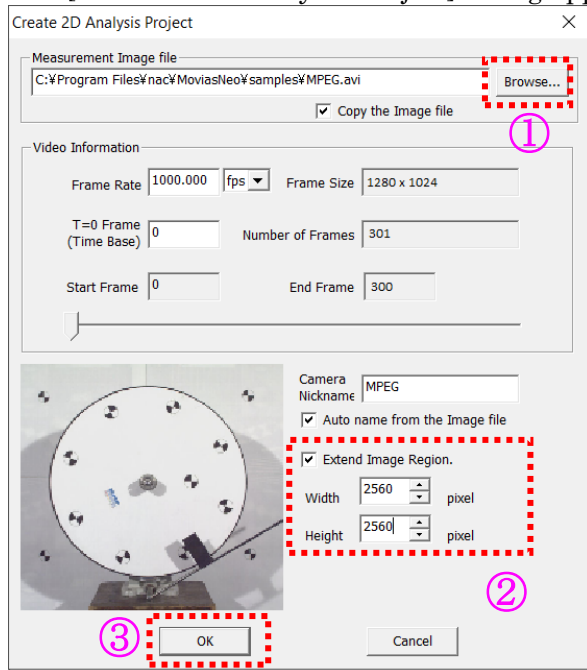 Create 2D Analysis Project
Measurement Image file
C:¥Program Files¥nac¥MoviasNeo¥samples¥MPEG.avi
Browse...
Copy the Image file
①
Video Information
Frame Rate 1000.000 fps Frame Size 1280 x 1024
T=0 Frame
(Time Base) 0 Number of Frames 301
Start Frame 0 End Frame 300
Camera
Nickname MPEG
Auto name from the Image file
Extend Image Region.
Width 2560 pixel
Height 2560 pixel
②
③ OK Cancel